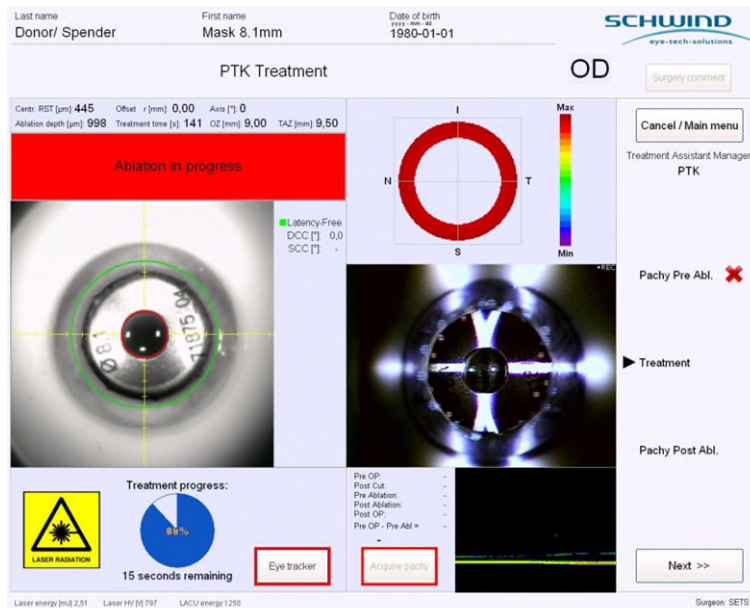 Last name
First name
Date of birth
yyyy - mm - dd
Donor/ Spender
Mask 8.1mm
1980-01-01
SCHWIND
eye-tech-solutions
PTK Treatment
OD
Surgery comment
Centr. RST [µm] 445 Offset r [mm] 0,00 Axis [°] 0
Ablation depth [µm] 998 Treatment time [s] 141 OZ [mm] 9,00 TAZ [mm] 9,50
Ablation in progress
Latency-Free
DCC [°] 0,0
SCC [°] -
I
N
T
S
Max
Min
Cancel / Main menu
Treatment Assistant Manager
PTK
Pachy Pre Abl.
Treatment
Pachy Post Abl.
Next >>
•REC
Ø8.1
71875 04
LASER RADIATION
Treatment progress:
89%
15 seconds remaining
Eye tracker
Pre OP: -
Post Cut: -
Pre Ablation: -
Post Ablation: -
Post OP: -
Pre OP - Pre Abl = -
-
Acquire pachy
Laser energy [mJ] 2,51 Laser HV [V] 797 LACU energy 1250
Surgeon: SETS